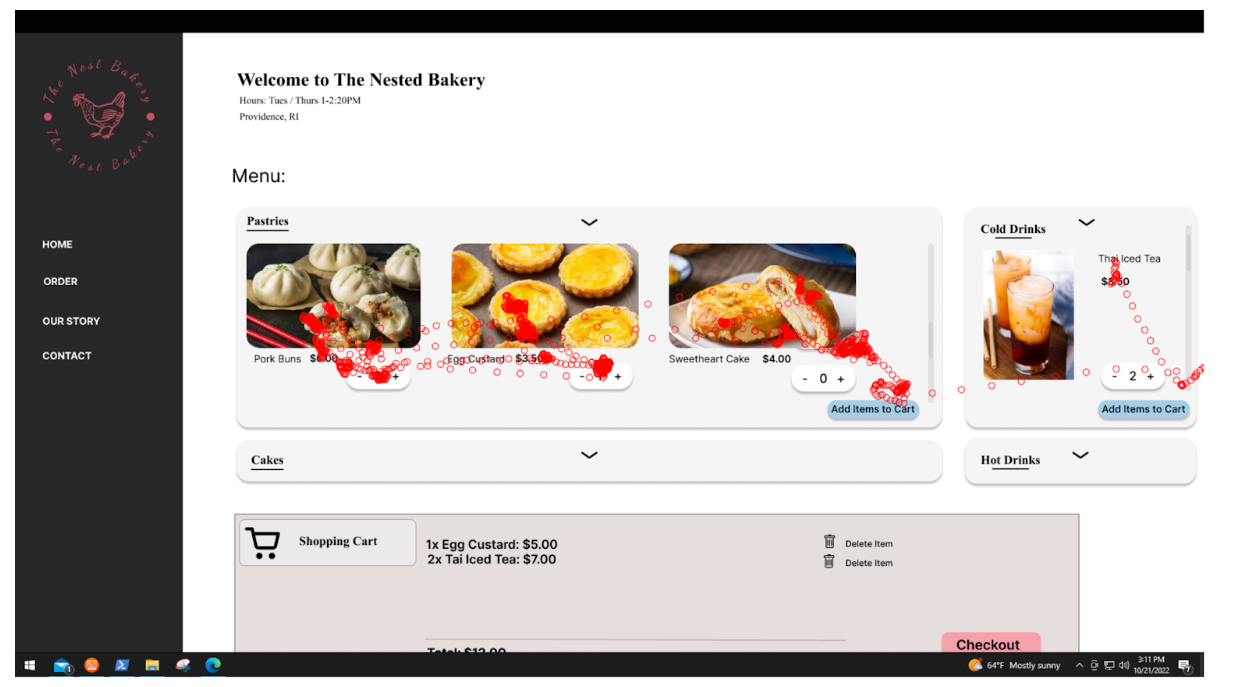 The Nest Bakery
The Nest Bakery
HOME
ORDER
OUR STORY
CONTACT
Welcome to The Nested Bakery
Hours: Tues / Thurs 1-2:20PM
Providence, RI
Menu:
Pastries
Pork Buns $6.00
- +
Egg Custard $3.50
- +
Sweetheart Cake $4.00
- 0 +
Add Items to Cart
Cold Drinks
Thai Iced Tea
- 2 +
Add Items to Cart
Cakes
Hot Drinks
Shopping Cart
1x Egg Custard: $5.00
2x Tai Iced Tea: $7.00
Delete Item
Delete Item
Total: $12.00
Checkout
64°F Mostly sunny
3:11 PM
10/21/2022